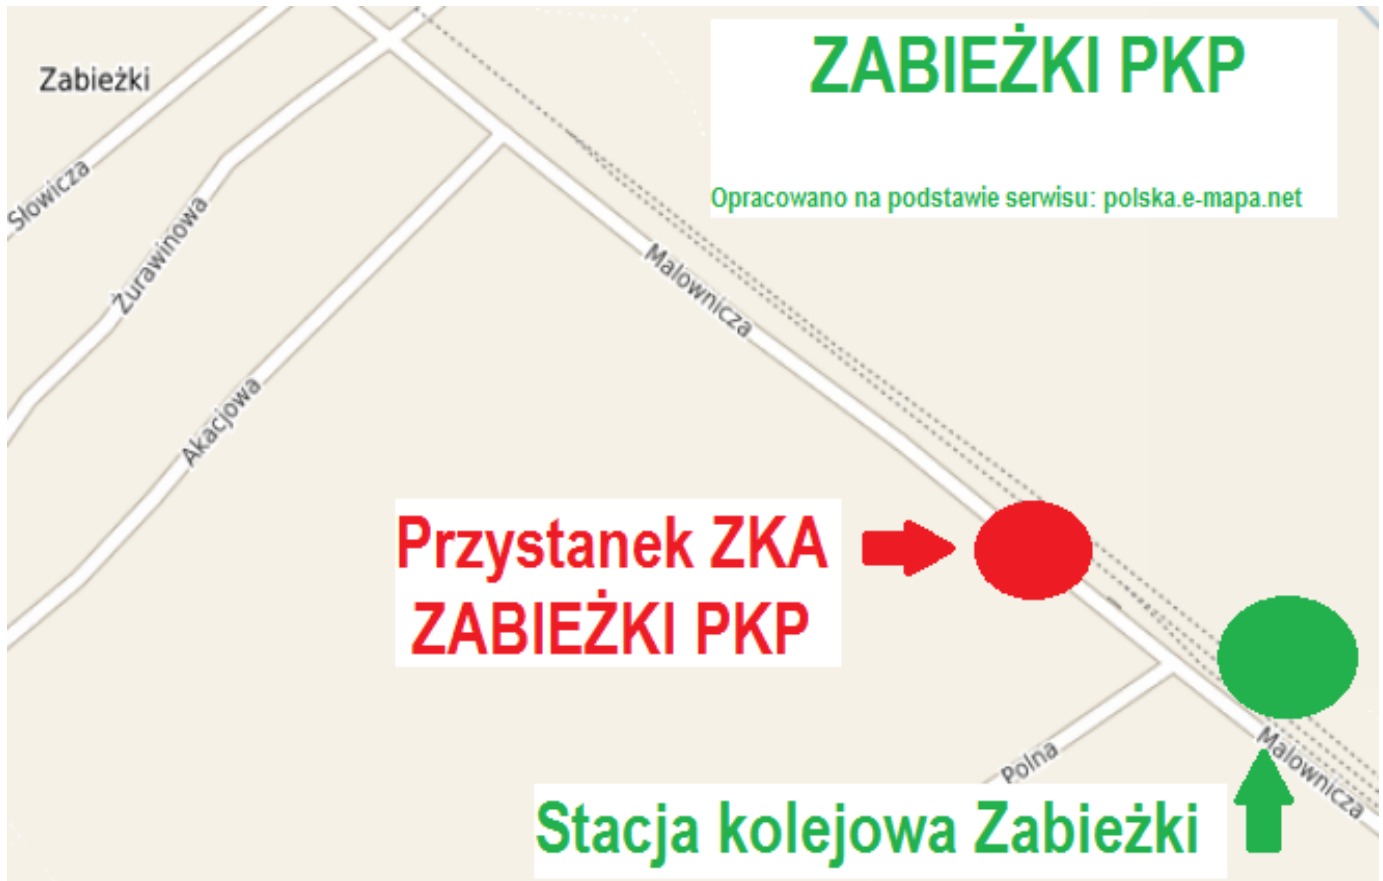 ZABIEŻKI PKP
Zabieżki
Opracowano na podstawie serwisu: polska.e-mapa.net
Słowicza
Żurawinowa
Malownicza
Akacjowa
Przystanek ZKA
ZABIEŻKI PKP
Polna
Malownicza
Stacja kolejowa Zabieżki